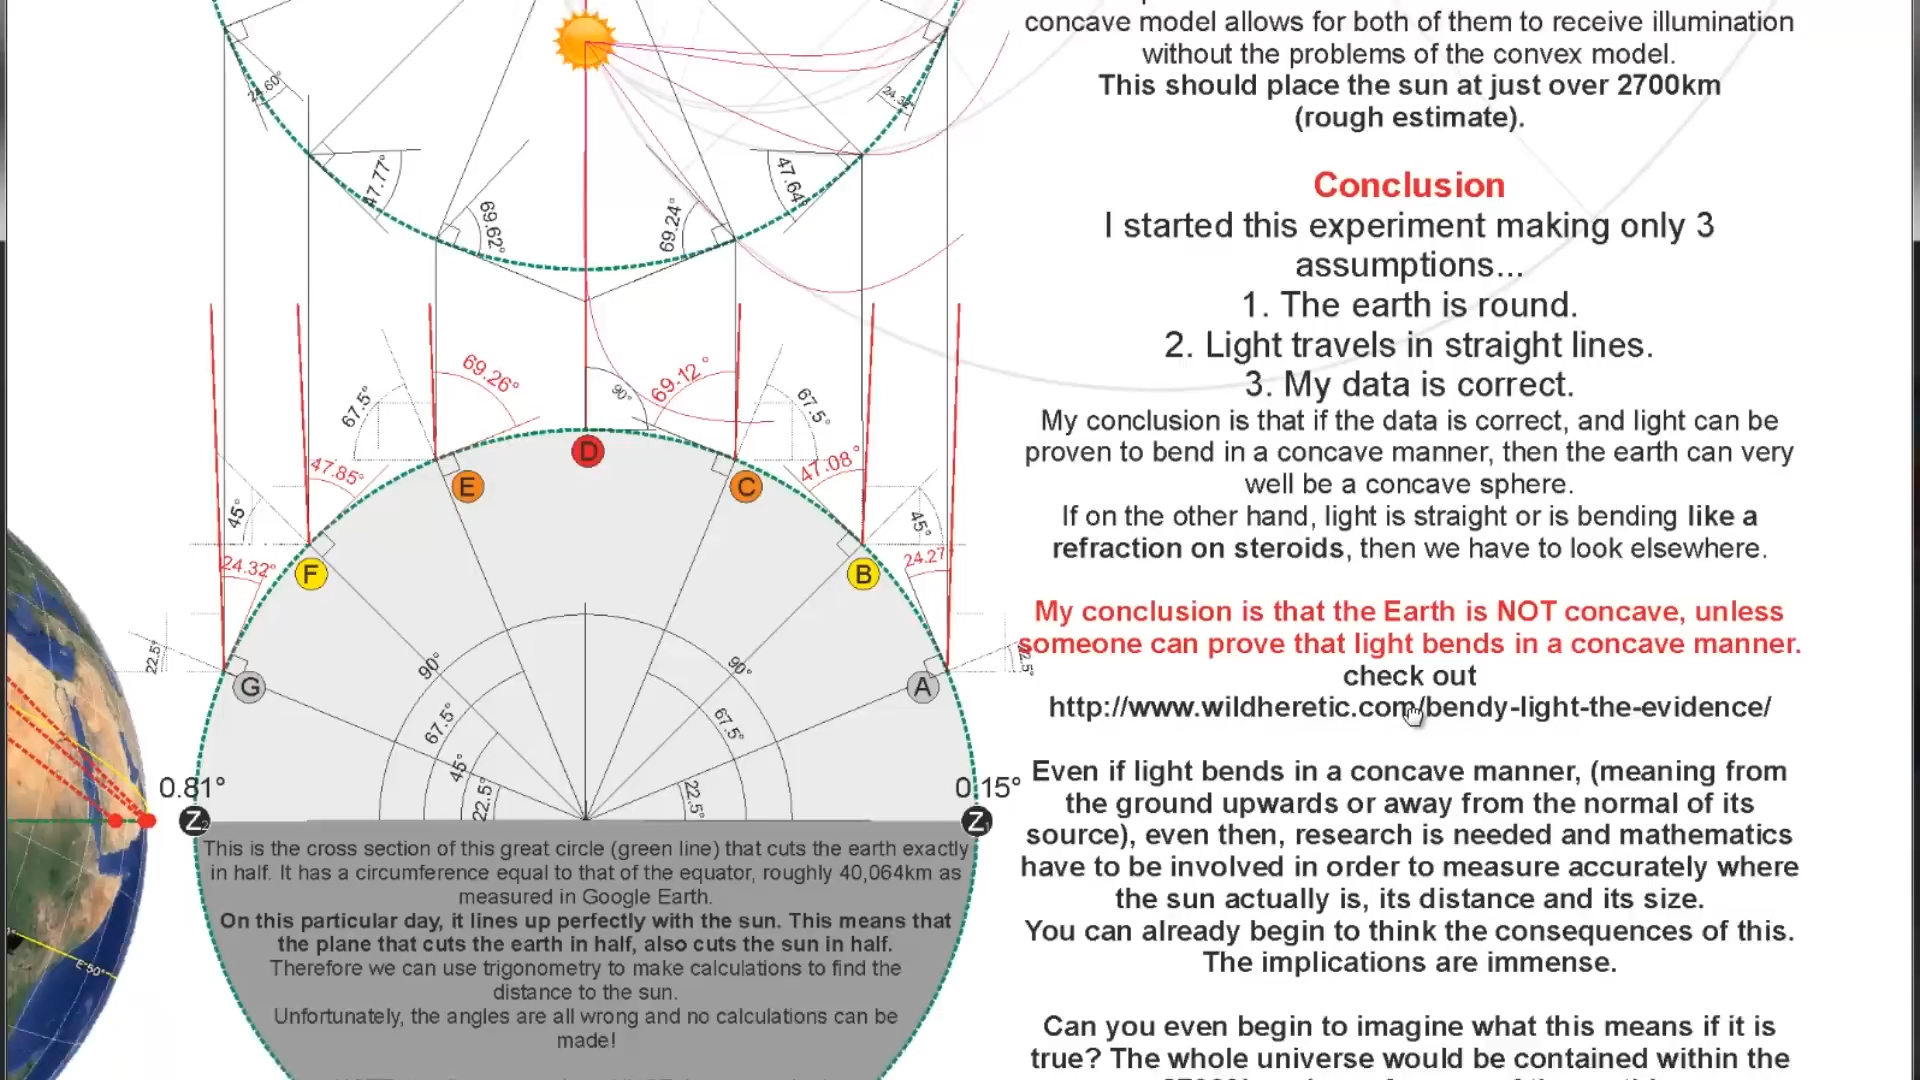 concave model allows for both of them to receive illumination
without the problems of the convex model.
This should place the sun at just over 2700km
(rough estimate).
Conclusion
I started this experiment making only 3
assumptions...
1. The earth is round.
2. Light travels in straight lines.
3. My data is correct.
My conclusion is that if the data is correct, and light can be
proven to bend in a concave manner, then the earth can very
well be a concave sphere.
If on the other hand, light is straight or is bending like a
refraction on steroids, then we have to look elsewhere.
My conclusion is that the Earth is NOT concave, unless
someone can prove that light bends in a concave manner.
check out
http://www.wildheretic.com/bendy-light-the-evidence/
Even if light bends in a concave manner, (meaning from
the ground upwards or away from the normal of its
source), even then, research is needed and mathematics
have to be involved in order to measure accurately where
the sun actually is, its distance and its size.
You can already begin to think the consequences of this.
The implications are immense.
Can you even begin to imagine what this means if it is
true? The whole universe would be contained within the
24.60°
24.32°
47.77°
47.64°
69.62°
69.24°
69.26°
90°
69.12°
67.5°
67.5°
47.85°
47.08°
45°
45°
24.32°
24.27
22.5°
D
E
C
F
B
G
A
90°
90°
67.5°
67.5°
45°
22.5°
22.5°
0.81°
0.15°
Z2
Z1
This is the cross section of this great circle (green line) that cuts the earth exactly
in half. It has a circumference equal to that of the equator, roughly 40,064km as
measured in Google Earth.
On this particular day, it lines up perfectly with the sun. This means that
the plane that cuts the earth in half, also cuts the sun in half.
Therefore we can use trigonometry to make calculations to find the
distance to the sun.
Unfortunately, the angles are all wrong and no calculations can be
made!
E 50°